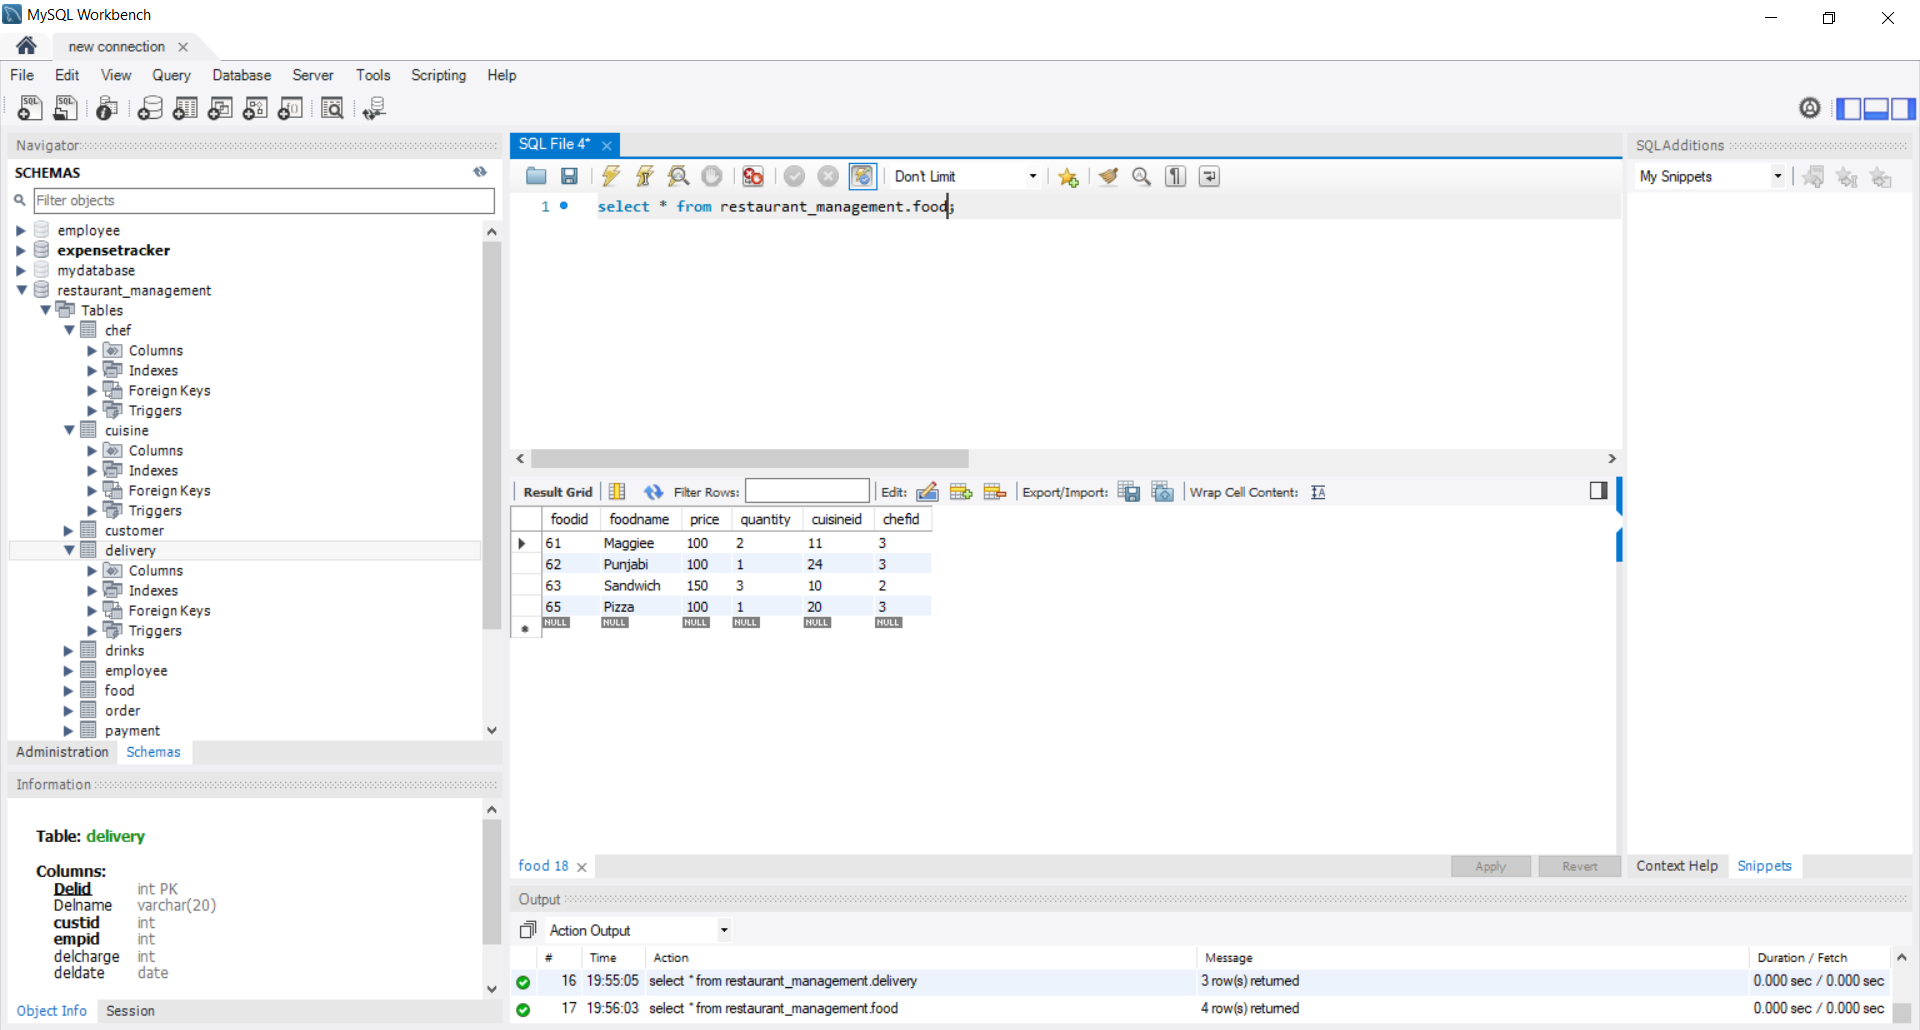 MySQL Workbench
new connection
File Edit View Query Database Server Tools Scripting Help
Navigator
SCHEMAS
Filter objects
employee
expensetracker
mydatabase
restaurant_management
Tables
chef
Columns
Indexes
Foreign Keys
Triggers
cuisine
Columns
Indexes
Foreign Keys
Triggers
customer
delivery
Columns
Indexes
Foreign Keys
Triggers
drinks
employee
food
order
payment
Administration Schemas
Information
Table: delivery
Columns:
Delid int PK
Delname varchar(20)
custid int
empid int
delcharge int
deldate date
Object Info Session
SQL File 4*
Don't Limit
1 select * from restaurant_management.food;
Result Grid Filter Rows: Edit: Export/Import: Wrap Cell Content:
foodid foodname price quantity cuisineid chefid
61 Maggiee 100 2 11 3
62 Punjabi 100 1 24 3
63 Sandwich 150 3 10 2
65 Pizza 100 1 20 3
NULL NULL NULL NULL NULL NULL
food 18
Apply Revert
Output
Action Output
# Time Action Message Duration / Fetch
16 19:55:05 select * from restaurant_management.delivery 3 row(s) returned 0.000 sec / 0.000 sec
17 19:56:03 select * from restaurant_management.food 4 row(s) returned 0.000 sec / 0.000 sec
SQLAdditions
My Snippets
Context Help Snippets